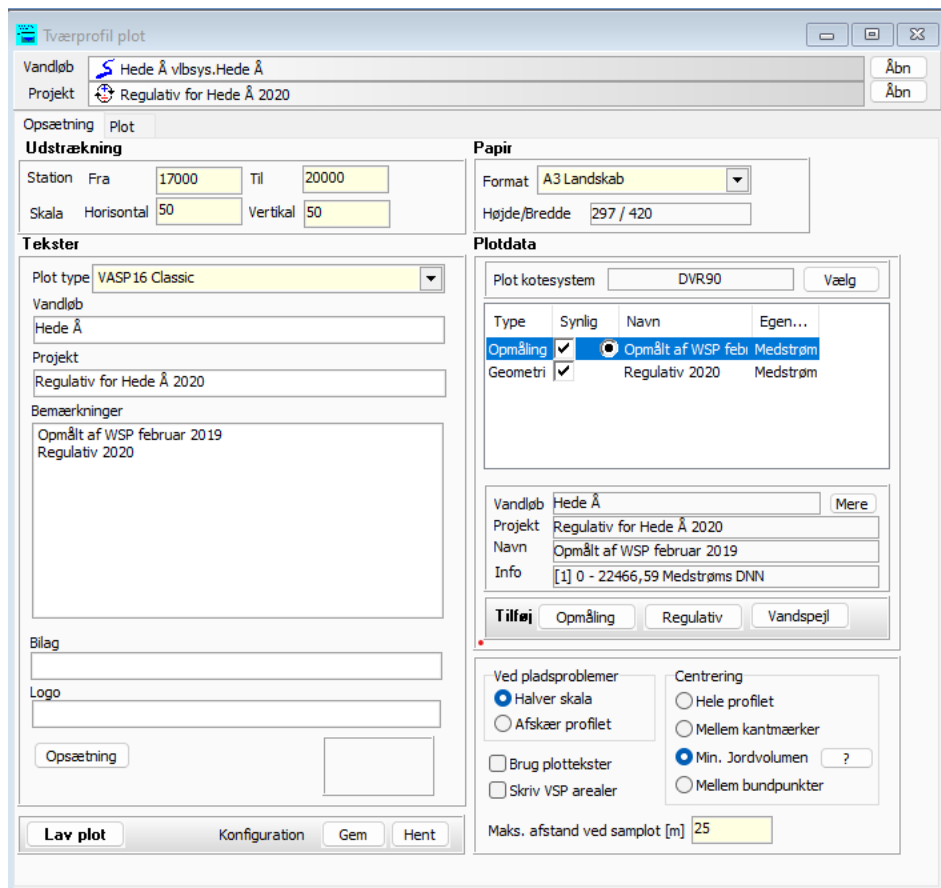 Tværprofil plot
Vandløb Hede Å vlbsys.Hede Å Åbn
Projekt Regulativ for Hede Å 2020 Åbn
Opsætning Plot
Udstrækning
Station Fra 17000 Til 20000
Skala Horisontal 50 Vertikal 50
Papir
Format A3 Landskab
Højde/Bredde 297 / 420
Tekster
Plot type VASP16 Classic
Vandløb
Hede Å
Projekt
Regulativ for Hede Å 2020
Bemærkninger
Opmålt af WSP februar 2019
Regulativ 2020
Bilag
Logo
Opsætning
Lav plot Konfiguration Gem Hent
Plotdata
Plot kotesystem DVR90 Vælg
Type Synlig Navn Egen...
Opmåling Opmålt af WSP febr Medstrøm
Geometri Regulativ 2020 Medstrøm
Vandløb Hede Å Mere
Projekt Regulativ for Hede Å 2020
Navn Opmålt af WSP februar 2019
Info [1] 0 - 22466,59 Medstrøms DNN
Tilføj Opmåling Regulativ Vandspejl
Ved pladsproblemer
Halver skala
Afskær profilet
Brug plottekster
Skriv VSP arealer
Centrering
Hele profilet
Mellem kantmærker
Min. Jordvolumen ?
Mellem bundpunkter
Maks. afstand ved samplot [m] 25